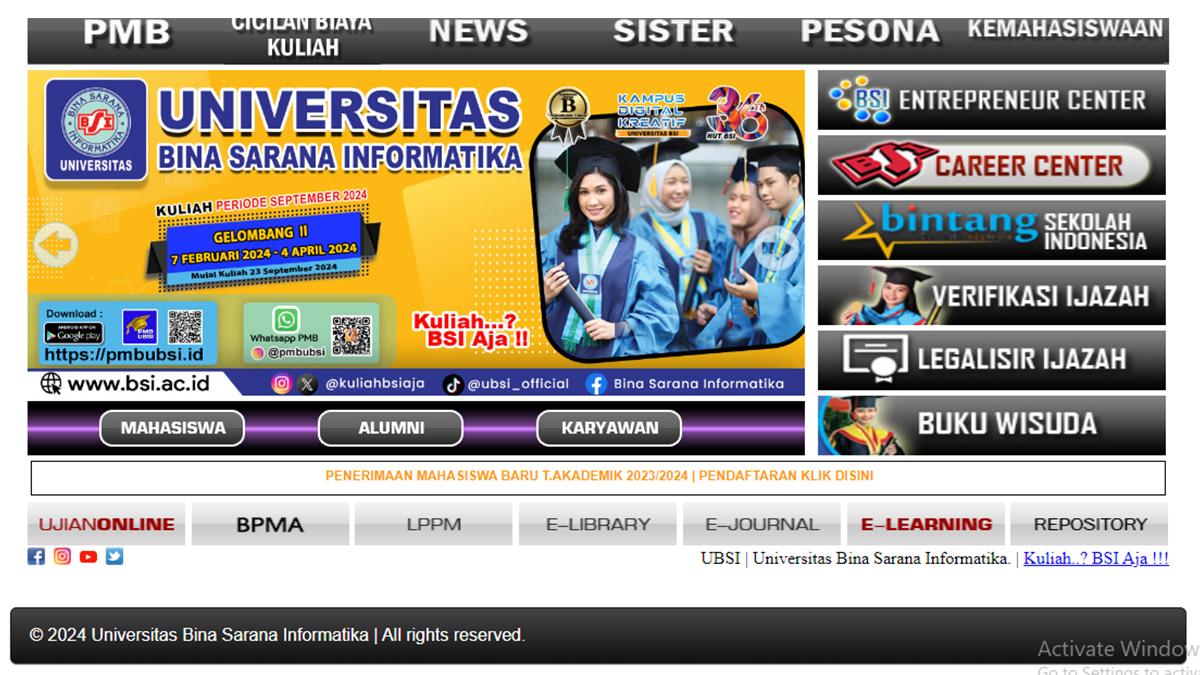 PMB
CICILAN BIAYA
KULIAH
NEWS
SISTER
PESONA
KEMAHASISWAAN
BINA SARANA
BSI
INFORMATIKA
UNIVERSITAS
UNIVERSITAS
BINA SARANA INFORMATIKA
B
KAMPUS
DIGITAL
KREATIF
UNIVERSITAS BSI
36
HUT BSI
KULIAH PERIODE SEPTEMBER 2024
GELOMBANG II
7 FEBRUARI 2024 - 4 APRIL 2024
Mulai Kuliah 23 September 2024
Download :
ANDROID APP ON
Google play
PMB
UBSI
https://pmbubsi.id
Whatsapp PMB
@pmbubsi
Kuliah...?
BSI Aja !!
www.bsi.ac.id
@kuliahbsiaja
@ubsi_official
Bina Sarana Informatika
BSI ENTREPRENEUR CENTER
BSI CAREER CENTER
bintang SEKOLAH
INDONESIA
VERIFIKASI IJAZAH
LEGALISIR IJAZAH
BUKU WISUDA
MAHASISWA
ALUMNI
KARYAWAN
PENERIMAAN MAHASISWA BARU T.AKADEMIK 2023/2024 | PENDAFTARAN KLIK DISINI
UJIANONLINE
BPMA
LPPM
E-LIBRARY
E-JOURNAL
E-LEARNING
REPOSITORY
UBSI | Universitas Bina Sarana Informatika. | Kuliah..? BSI Aja !!!
© 2024 Universitas Bina Sarana Informatika | All rights reserved.
Activate Window
Go to Settings to activa